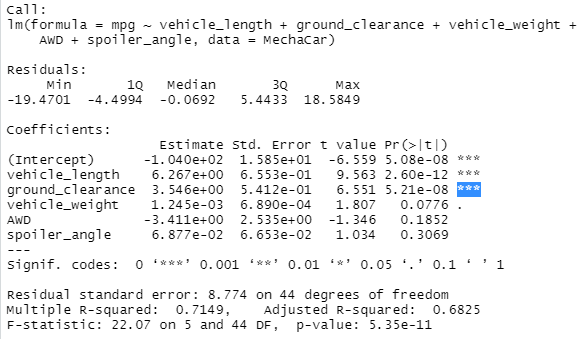 Call:
lm(formula = mpg ~ vehicle_length + ground_clearance + vehicle_weight +
    AWD + spoiler_angle, data = MechaCar)

Residuals:
     Min       1Q   Median       3Q      Max
-19.4701  -4.4994  -0.0692   5.4433  18.5849

Coefficients:
                   Estimate Std. Error t value Pr(>|t|)
(Intercept)      -1.040e+02  1.585e+01  -6.559 5.08e-08 ***
vehicle_length    6.267e+00  6.553e-01   9.563 2.60e-12 ***
ground_clearance  3.546e+00  5.412e-01   6.551 5.21e-08 ***
vehicle_weight    1.245e-03  6.890e-04   1.807   0.0776 .
AWD              -3.411e+00  2.535e+00  -1.346   0.1852
spoiler_angle     6.877e-02  6.653e-02   1.034   0.3069
---
Signif. codes:  0 ‘***’ 0.001 ‘**’ 0.01 ‘*’ 0.05 ‘.’ 0.1 ‘ ’ 1

Residual standard error: 8.774 on 44 degrees of freedom
Multiple R-squared:  0.7149,	Adjusted R-squared:  0.6825
F-statistic: 22.07 on 5 and 44 DF,  p-value: 5.35e-11